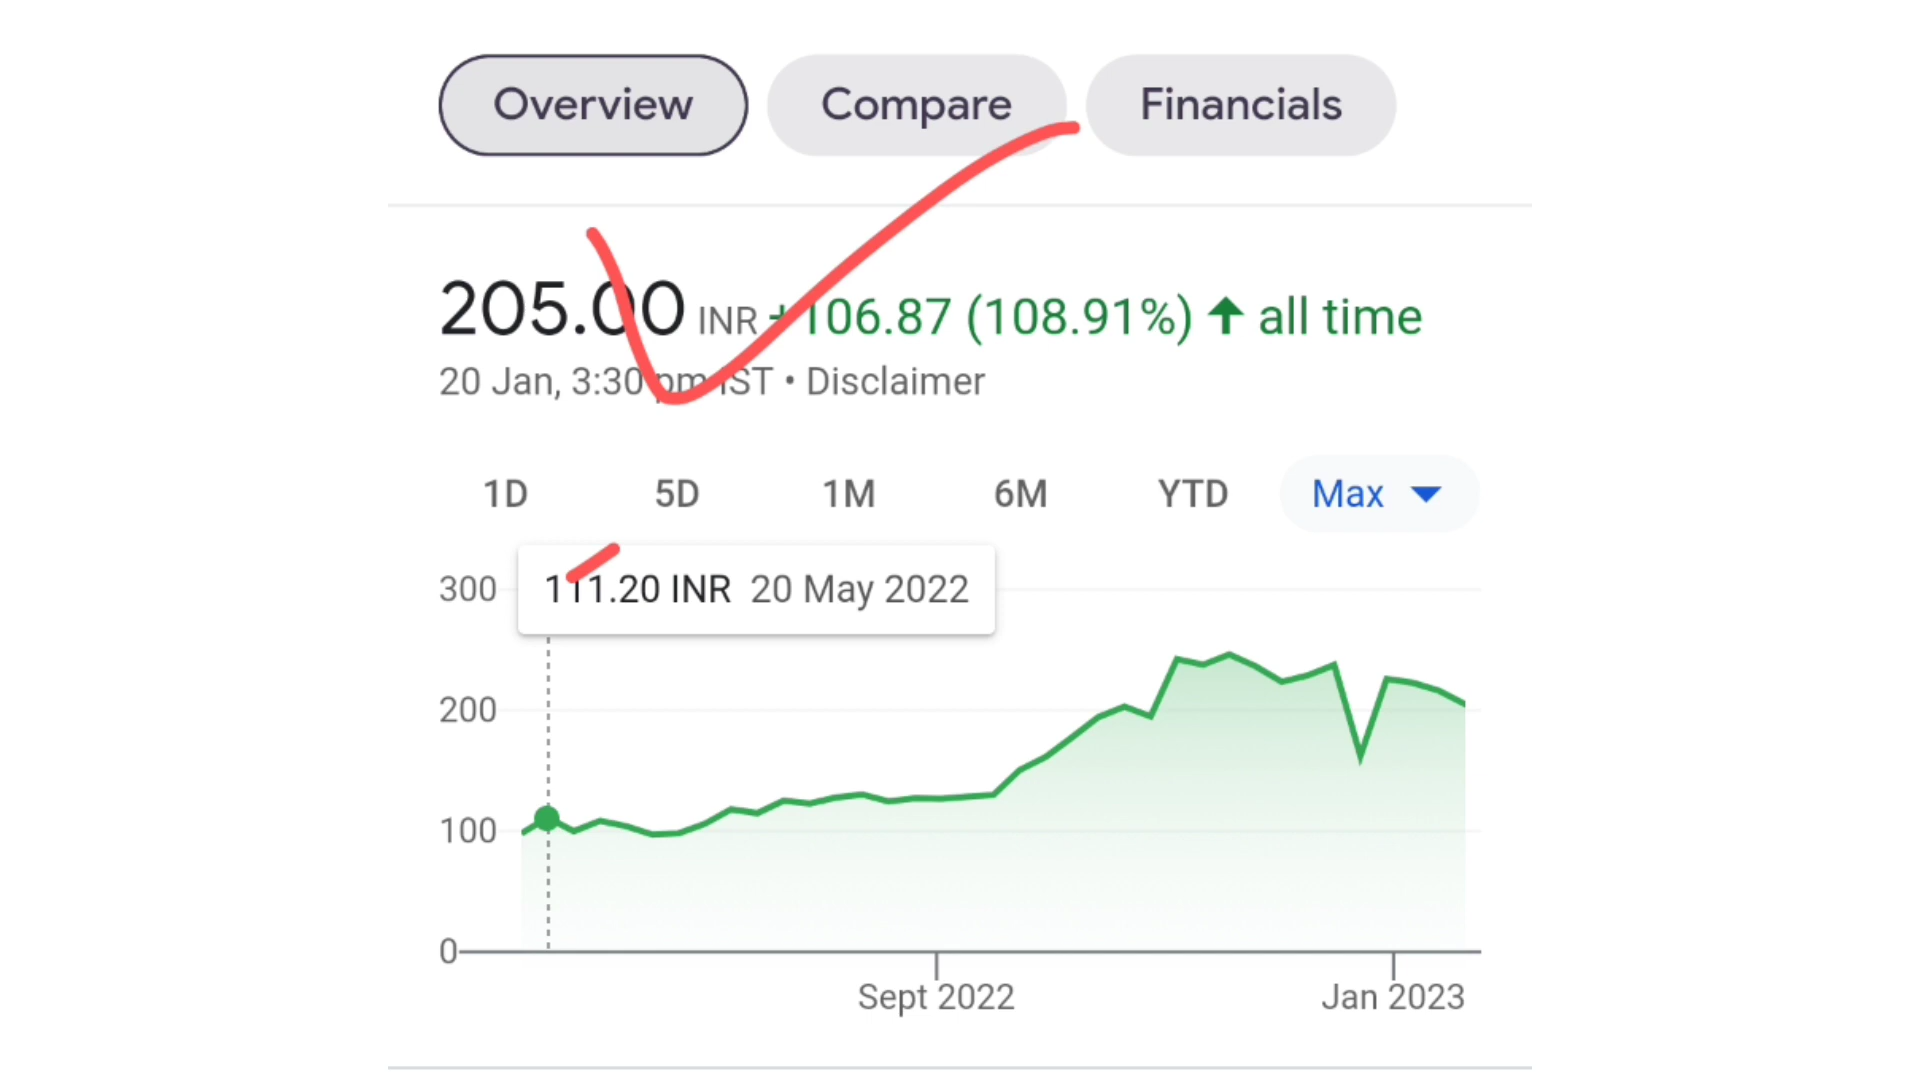 Overview Compare Financials
205.00 INR +106.87 (108.91%) ↑ all time
20 Jan, 3:30 pm IST • Disclaimer
1D 5D 1M 6M YTD Max
300
111.20 INR 20 May 2022
200
100
0
Sept 2022 Jan 2023